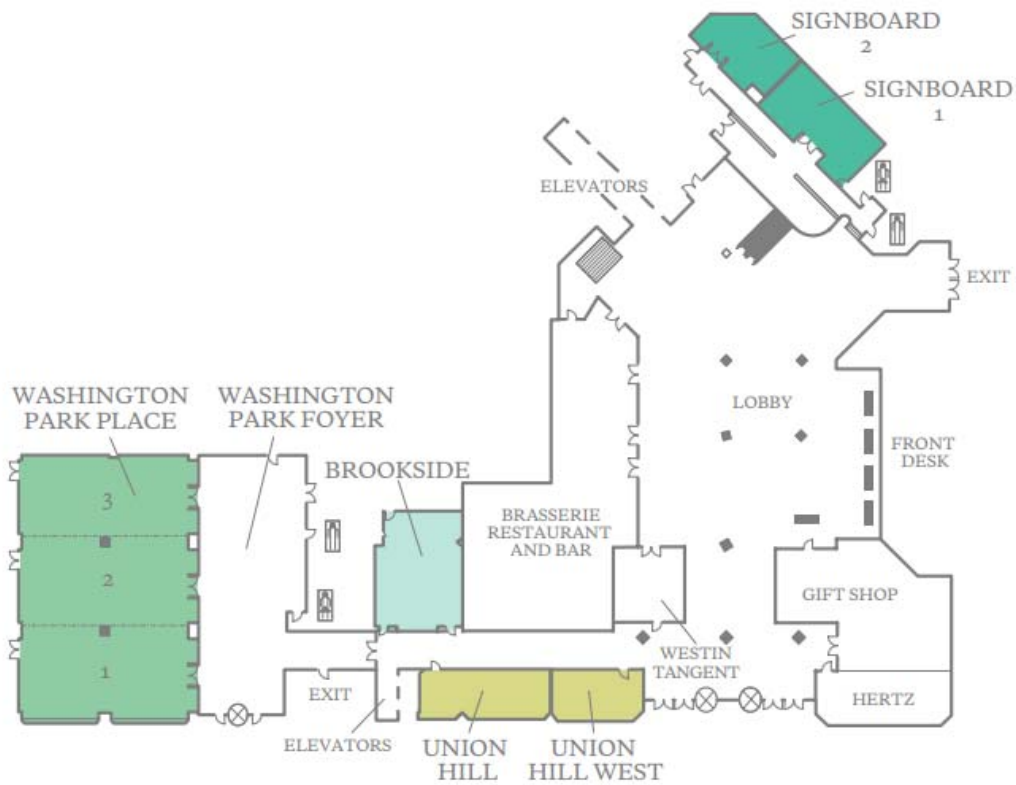 SIGNBOARD
2
SIGNBOARD
1
ELEVATORS
EXIT
WASHINGTON
PARK PLACE
WASHINGTON
PARK FOYER
LOBBY
FRONT
DESK
BROOKSIDE
3
BRASSERIE
RESTAURANT
AND BAR
2
GIFT SHOP
1
WESTIN
TANGENT
EXIT
HERTZ
ELEVATORS
UNION
HILL
UNION
HILL WEST